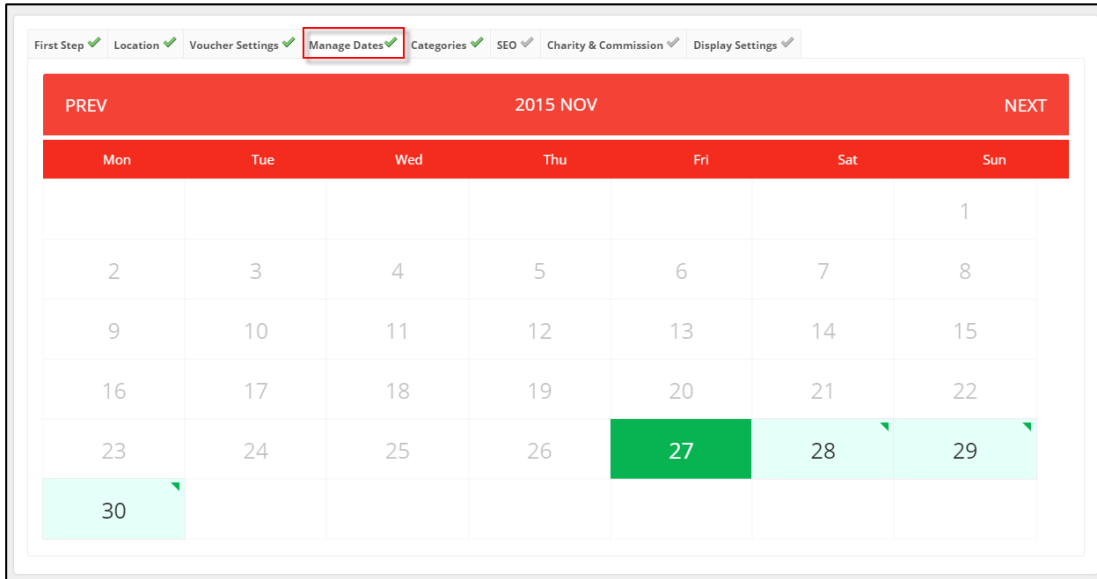 First Step Location Voucher Settings Manage Dates Categories SEO Charity & Commission Display Settings
PREV 2015 NOV NEXT
Mon Tue Wed Thu Fri Sat Sun
1
2 3 4 5 6 7 8
9 10 11 12 13 14 15
16 17 18 19 20 21 22
23 24 25 26 27 28 29
30